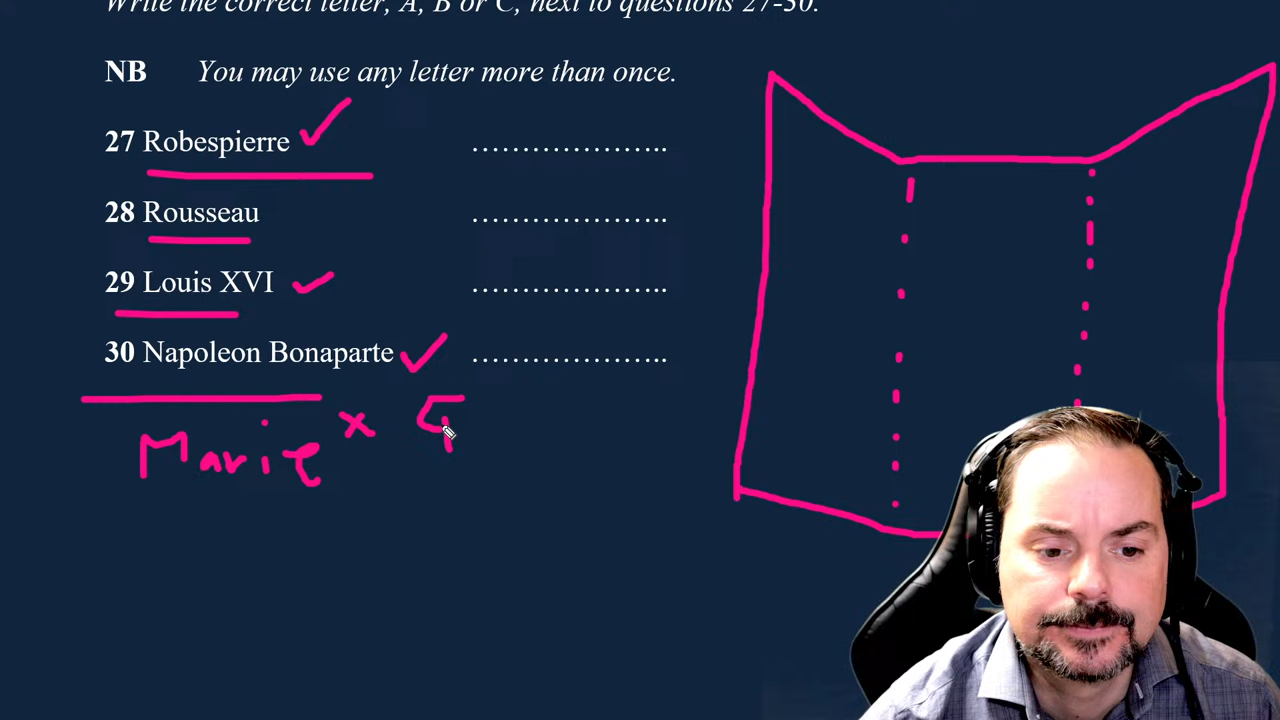 Write the correct letter, A, B or C, next to questions 27-30.
NB You may use any letter more than once.
27 Robespierre ………………….
28 Rousseau ………………….
29 Louis XVI ………………….
30 Napoleon Bonaparte ………………….
Marie x